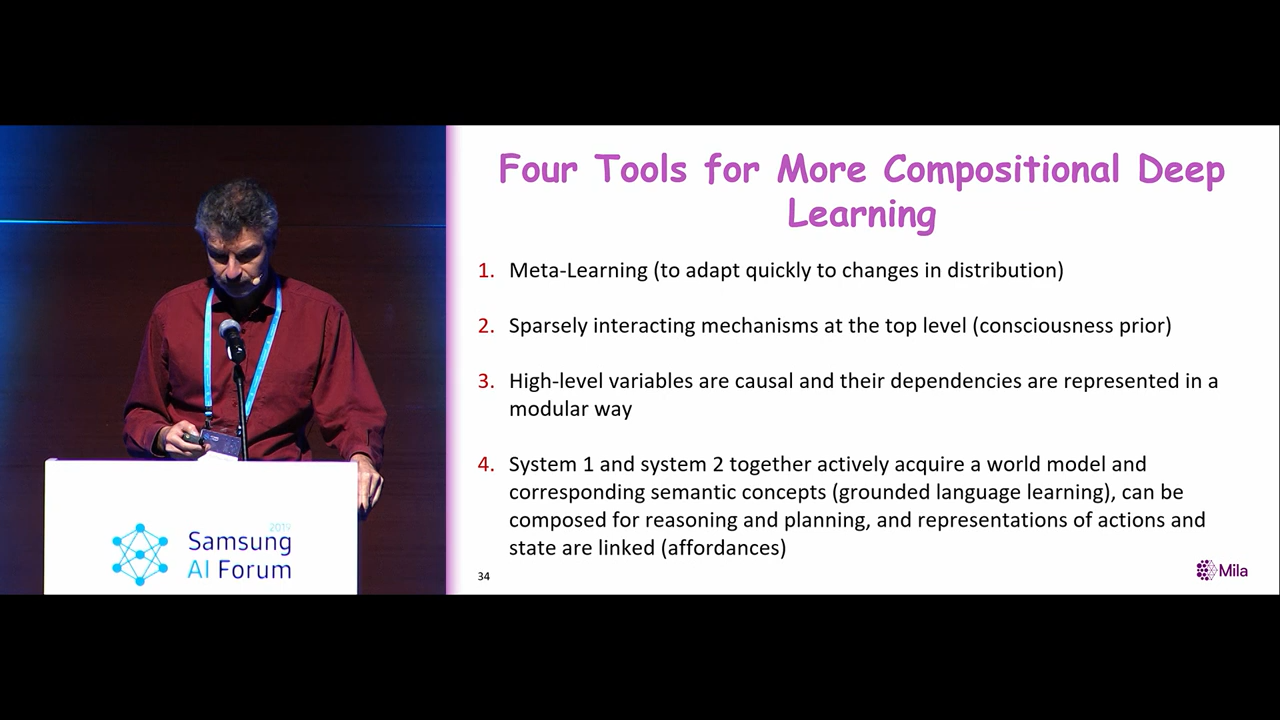 Four Tools for More Compositional Deep
Learning
1. Meta-Learning (to adapt quickly to changes in distribution)
2. Sparsely interacting mechanisms at the top level (consciousness prior)
3. High-level variables are causal and their dependencies are represented in a
modular way
4. System 1 and system 2 together actively acquire a world model and
corresponding semantic concepts (grounded language learning), can be
composed for reasoning and planning, and representations of actions and
state are linked (affordances)
34
Mila
2019
Samsung
AI Forum